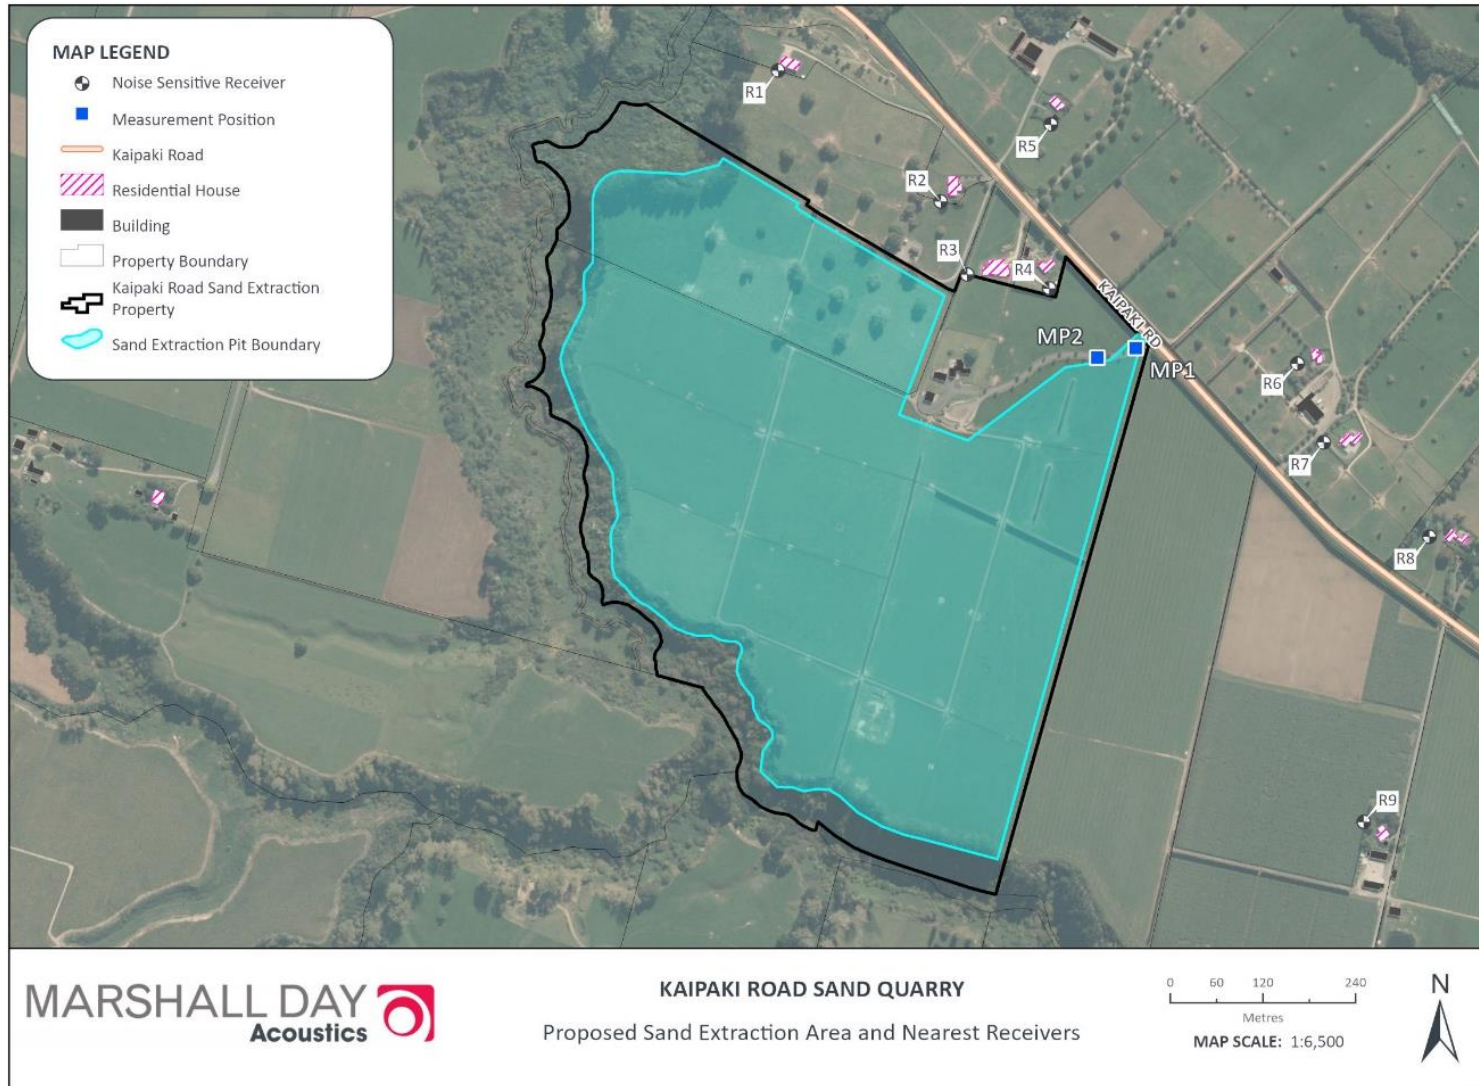 MAP LEGEND
Noise Sensitive Receiver
Measurement Position
Kaipaki Road
Residential House
Building
Property Boundary
Kaipaki Road Sand Extraction
Property
Sand Extraction Pit Boundary
R1
R5
R2
R3
R4
KAIPAKI RD
MP2
MP1
R6
R7
R8
R9
MARSHALL DAY
Acoustics
KAIPAKI ROAD SAND QUARRY
Proposed Sand Extraction Area and Nearest Receivers
0 60 120 240
Metres
MAP SCALE: 1:6,500
N